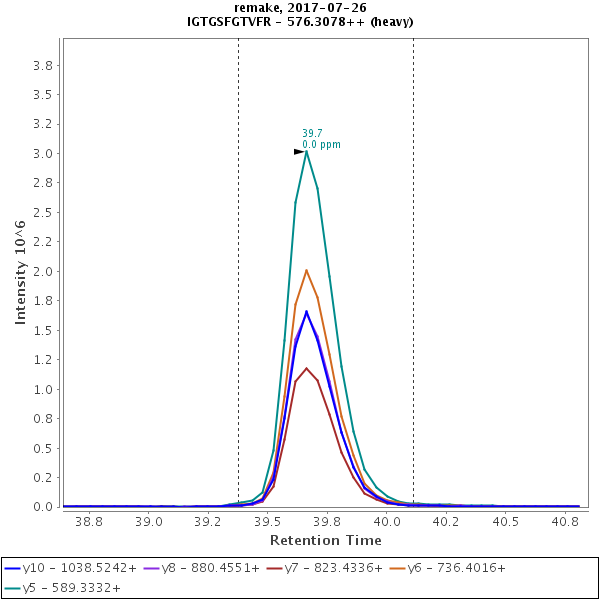 remake, 2017-07-26
IGTGSFGTVFR - 576.3078++ (heavy)
39.7
0.0 ppm
Intensity 10^6
3.8
3.5
3.2
3.0
2.8
2.5
2.2
2.0
1.8
1.5
1.2
1.0
0.8
0.5
0.2
0.0
38.8 39.0 39.2 39.5 39.8 40.0 40.2 40.5 40.8
Retention Time
y10 - 1038.5242+ y8 - 880.4551+ y7 - 823.4336+ y6 - 736.4016+
y5 - 589.3332+